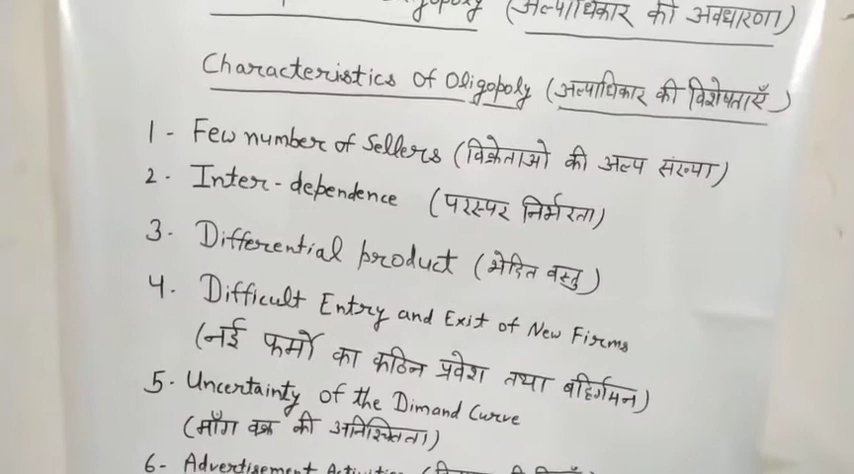 (अल्पाधिकार की अवधारणा)
Characteristics of Oligopoly (अल्पाधिकार की विशेषताएँ)
1 - Few number of Sellers (विक्रेताओ की अल्प संख्या)
2. Inter-dependence (परस्पर निर्भरता)
3. Differential product (भेदित वस्तु)
4. Difficult Entry and Exit of New Firms
(नई फर्मों का कठिन प्रवेश तथा बहिर्गमन)
5. Uncertainty of the Dimand Curve
(माँग वक्र की अनिश्चितता)
6- Advertisement